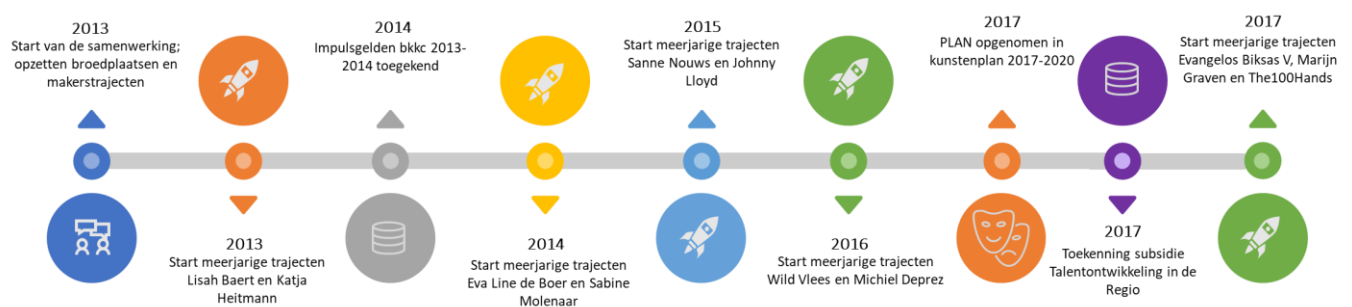 2013
Start van de samenwerking;
opzetten broedplaatsen en
makerstrajecten
2013
Start meerjarige trajecten
Lisah Baert en Katja
Heitmann
2014
Impulsgelden bkkc 2013-
2014 toegekend
2014
Start meerjarige trajecten
Eva Line de Boer en Sabine
Molenaar
2015
Start meerjarige trajecten
Sanne Nouws en Johnny
Lloyd
2016
Start meerjarige trajecten
Wild Vlees en Michiel Deprez
2017
PLAN opgenomen in
kunstenplan 2017-2020
2017
Toekenning subsidie
Talentontwikkeling in de
Regio
2017
Start meerjarige trajecten
Evangelos Biksas V, Marijn
Graven en The100Hands